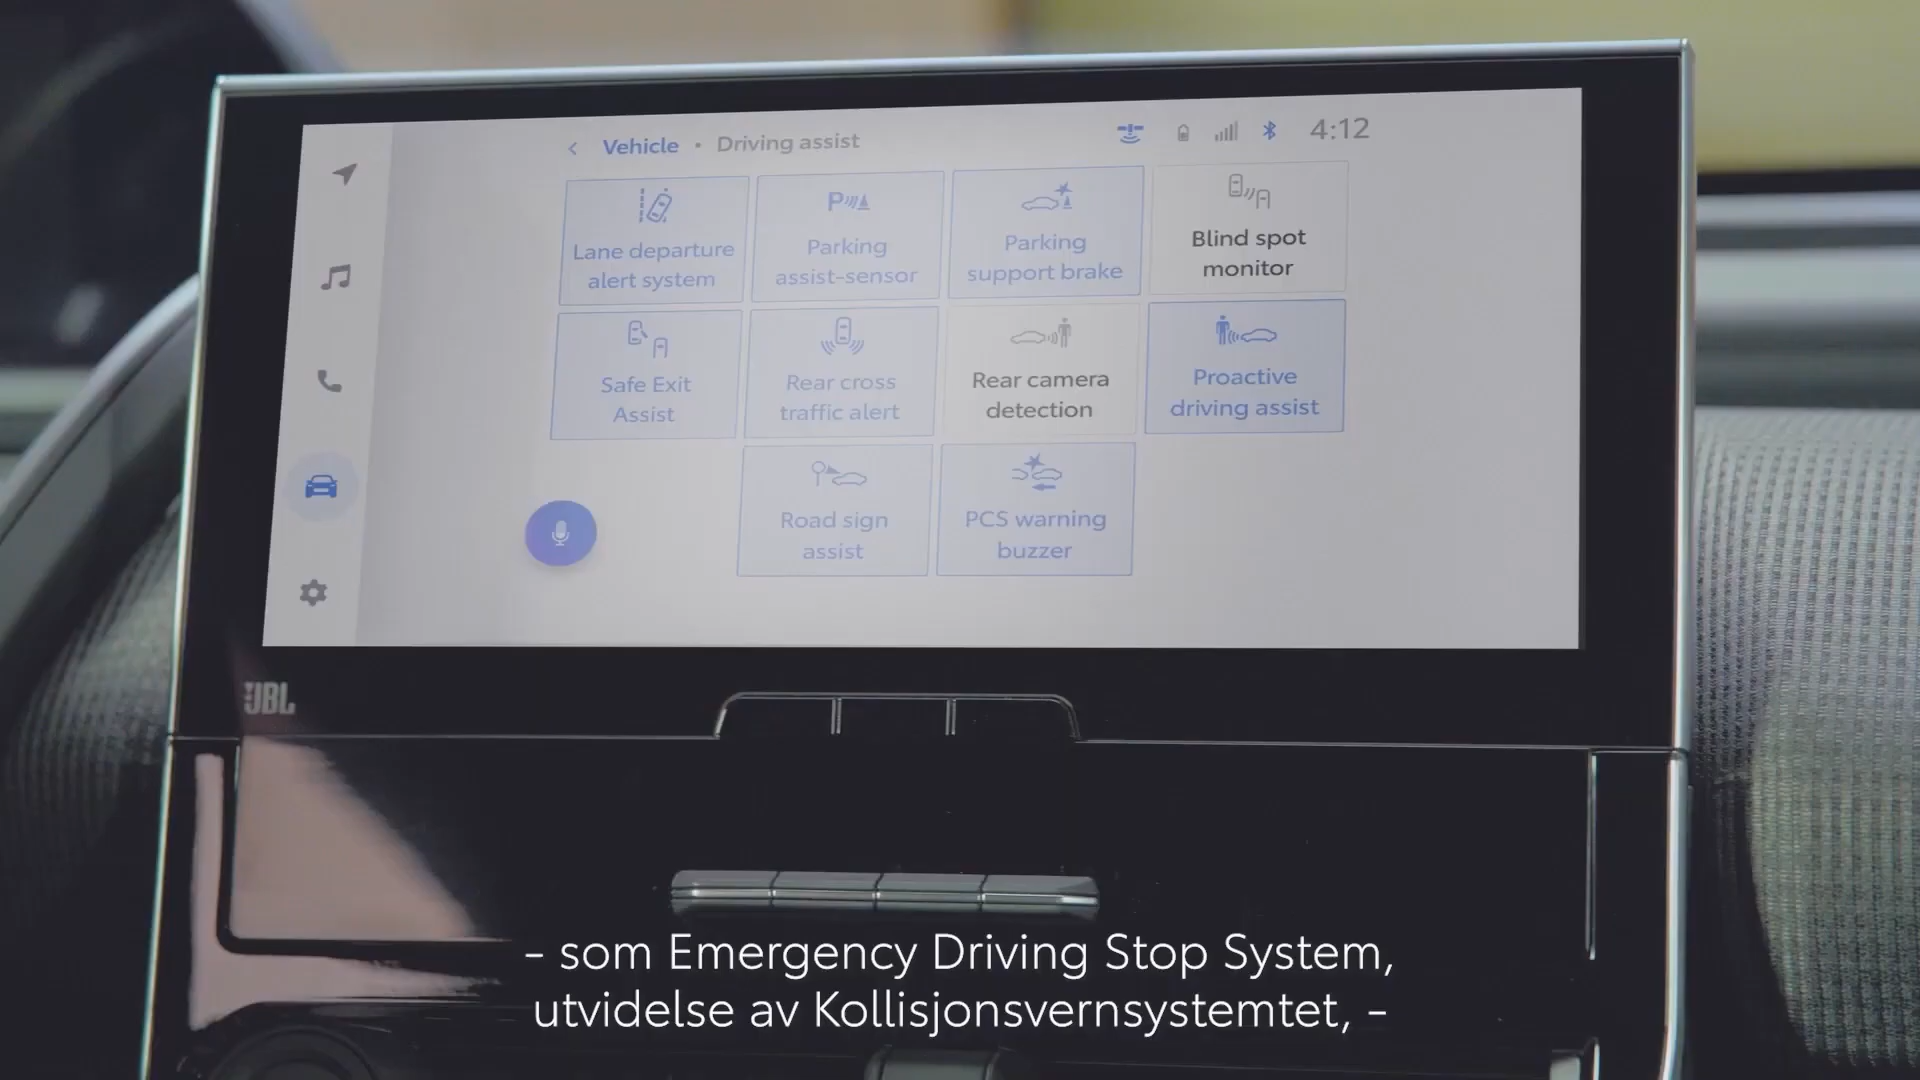 Vehicle • Driving assist
4:12
Lane departure
alert system
P
Parking
assist-sensor
Parking
support brake
Blind spot
monitor
Safe Exit
Assist
Rear cross
traffic alert
Rear camera
detection
Proactive
driving assist
Road sign
assist
PCS warning
buzzer
JBL
- som Emergency Driving Stop System,
utvidelse av Kollisjonsvernsystemtet, -